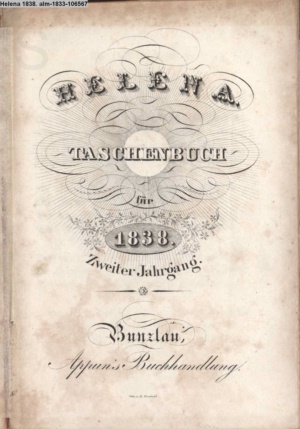 Helena 1838. alm-1833-106567
HELENA.
TASCHENBUCH
für
1838.
Zweiter Jahrgang.
Bunzlau,
Appun's Buchhandlung.